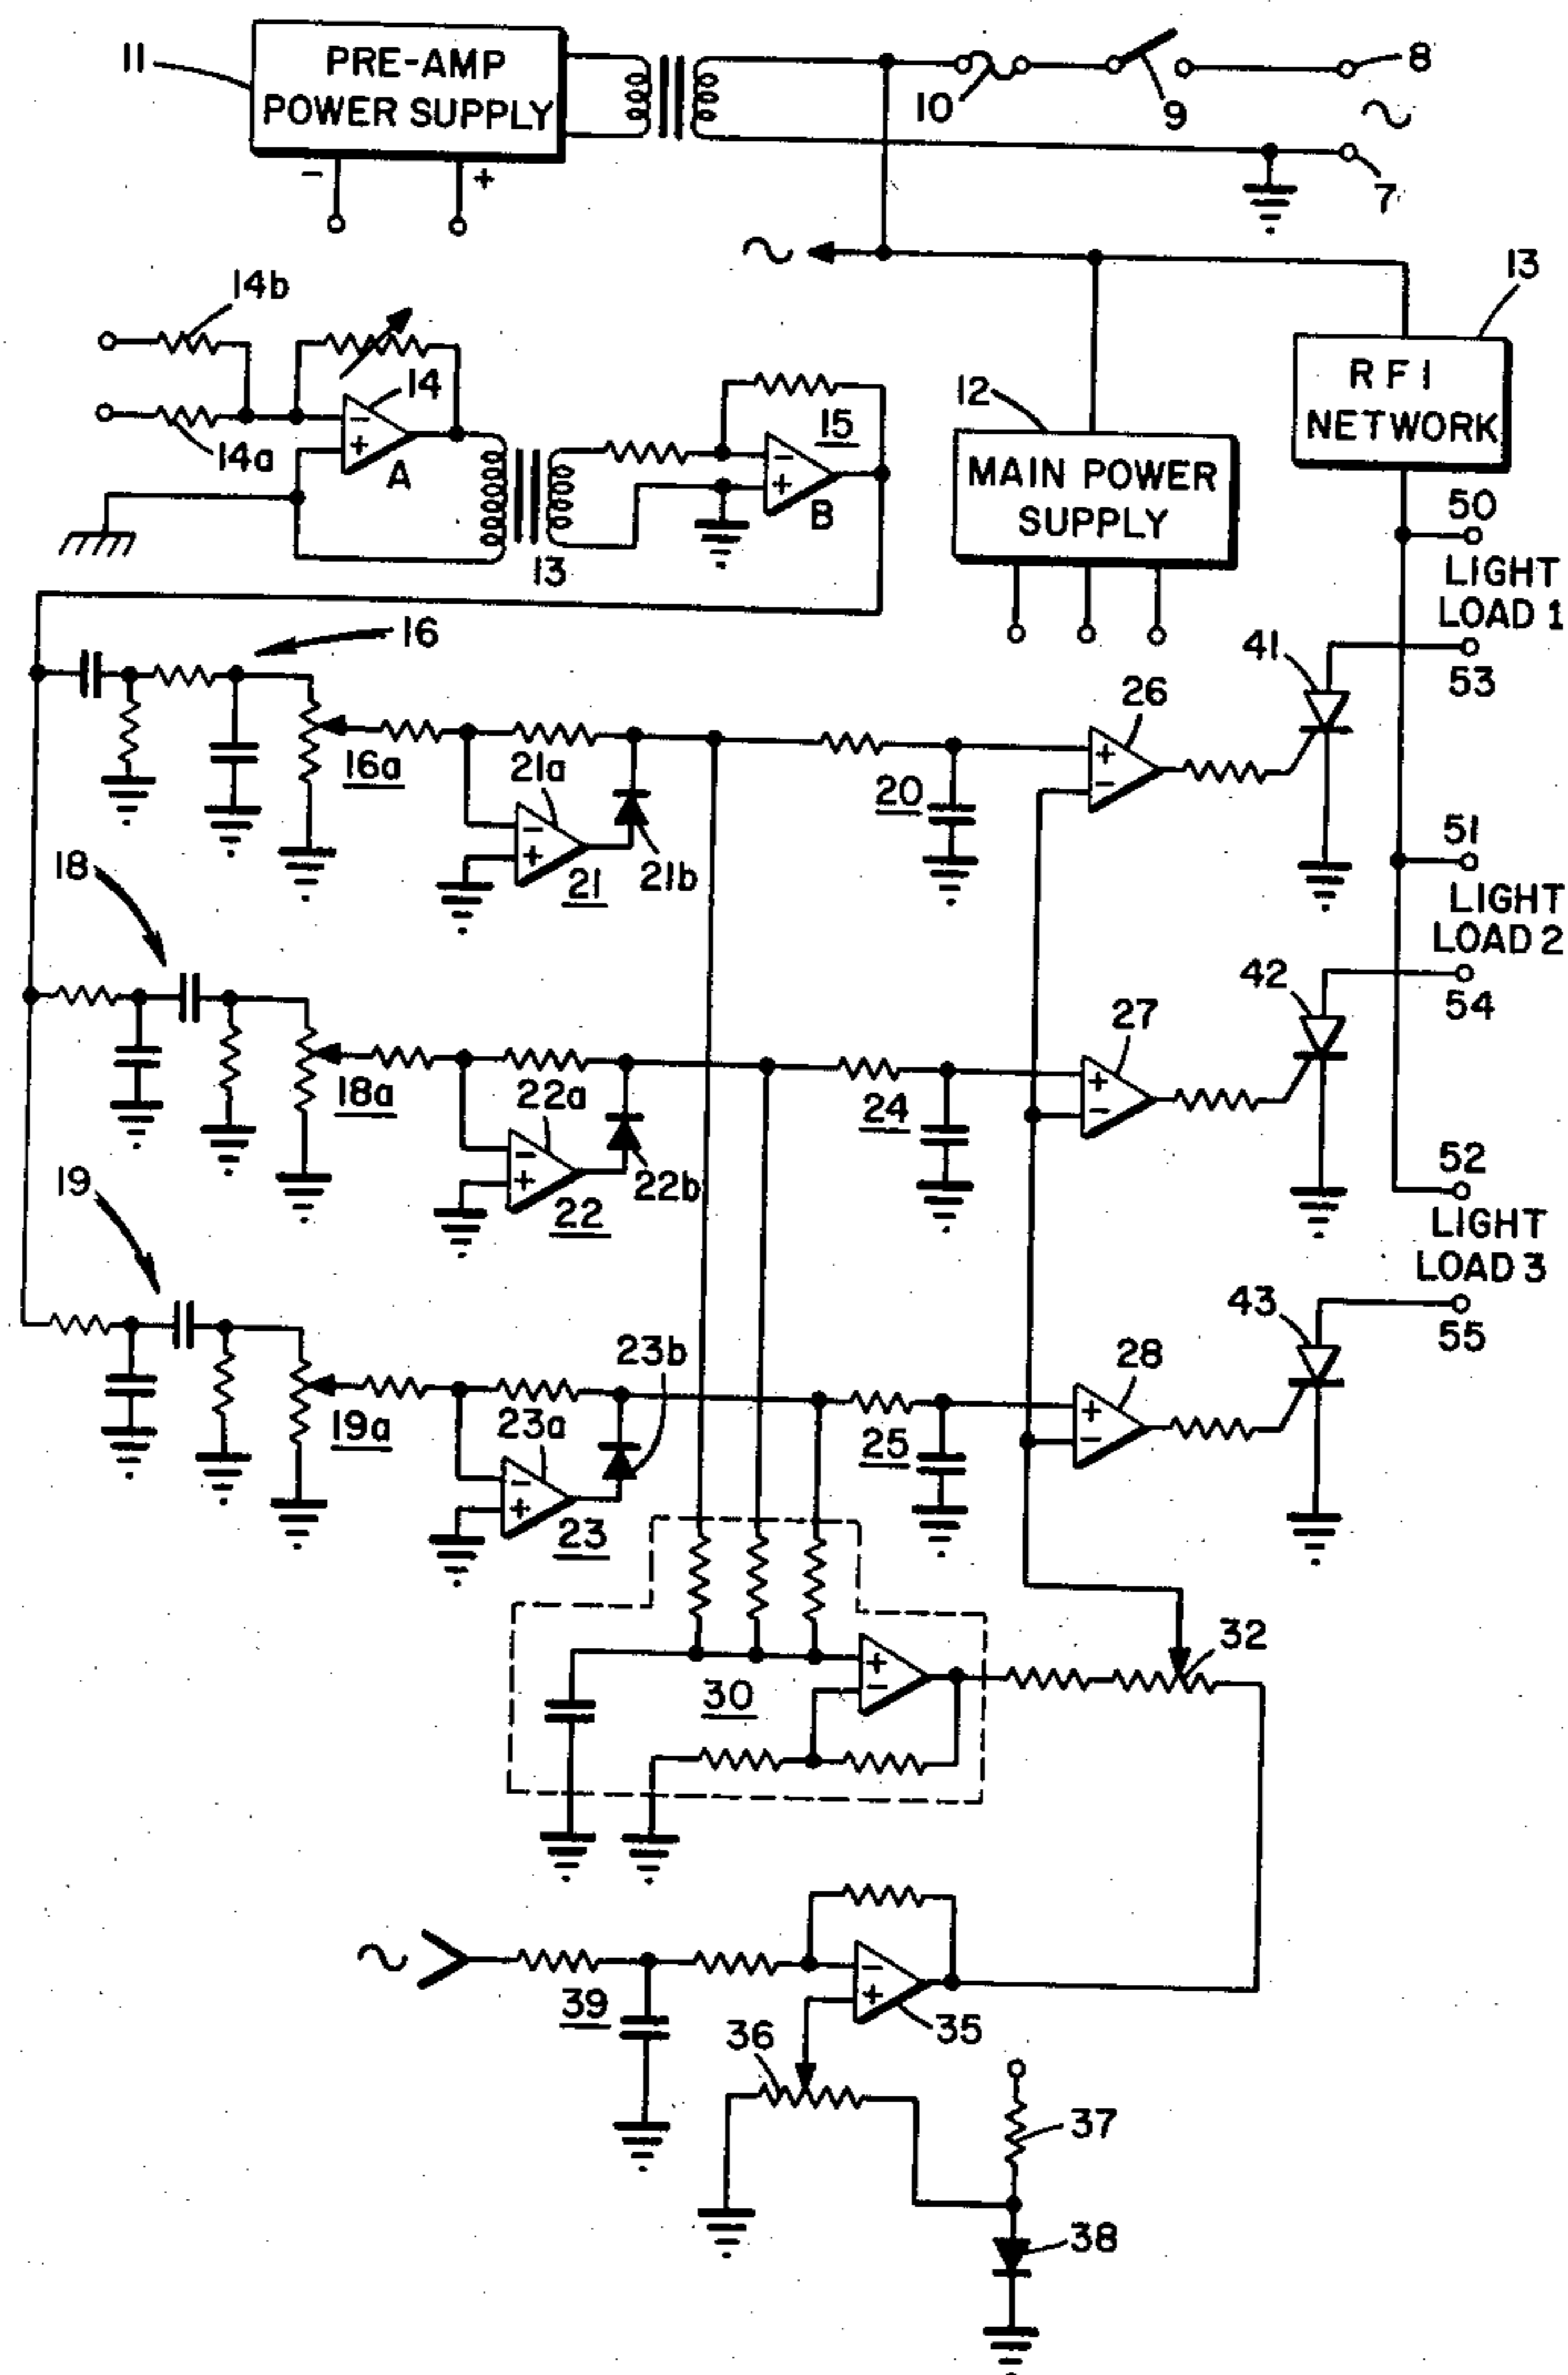 11
PRE-AMP
POWER SUPPLY
- +
10
9
8
7
14b
14
14a
A
13
15
B
12
MAIN POWER
SUPPLY
13
RFI
NETWORK
50
LIGHT
LOAD 1
53
16
16a
21a
21
21b
20
26
41
51
LIGHT
LOAD 2
54
18
18a
22a
22
22b
24
27
42
52
LIGHT
LOAD 3
55
19
19a
23a
23
23b
25
28
43
30
32
39
35
36
37
38